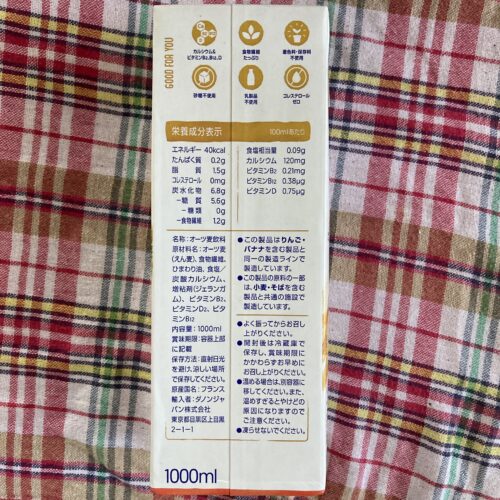 GOOD FOR YOU
カルシウム&
ビタミンB2,B12,D
食物繊維
たっぷり
着色料・保存料
不使用
砂糖不使用
乳製品
不使用
コレステロール
ゼロ
栄養成分表示
100mlあたり
エネルギー 40kcal
たんぱく質 0.2g
脂質 1.5g
コレステロール 0mg
炭水化物 6.8g
－糖質 5.6g
－糖類 0g
－食物繊維 1.2g
食塩相当量 0.09g
カルシウム 120mg
ビタミンB2 0.21mg
ビタミンB12 0.38μg
ビタミンD 0.75μg
名称:オーツ麦飲料
原材料名:オーツ麦
(えん麦)、食物繊維、
ひまわり油、食塩/
炭酸カルシウム、
増粘剤(ジェランガ
ム)、ビタミンB2、
ビタミンD2、ビタ
ミンB12
内容量:1000ml
賞味期限:容器上部
に記載
保存方法:直射日光
を避け、涼しい場所
で保存してください。
原産国名:フランス
輸入者:ダノンジャ
パン株式会社
東京都目黒区上目黒
2-1-1
●この製品はりんご・
バナナを含む製品と
同一の製造ラインで
製造しています。
●この製品の原料の一部
は、小麦・そばを含む
製品と共通の施設で
製造しています。
●よく振ってからお召し
上がりください。
●開封後は冷蔵庫で
保存し、賞味期限に
かかわらずお早めに
お召し上がりください。
●温める場合は、別容器に
移してください。また、
温めすぎるとやけどの
原因になりますので
ご注意ください。
●凍らせないでください。
1000ml